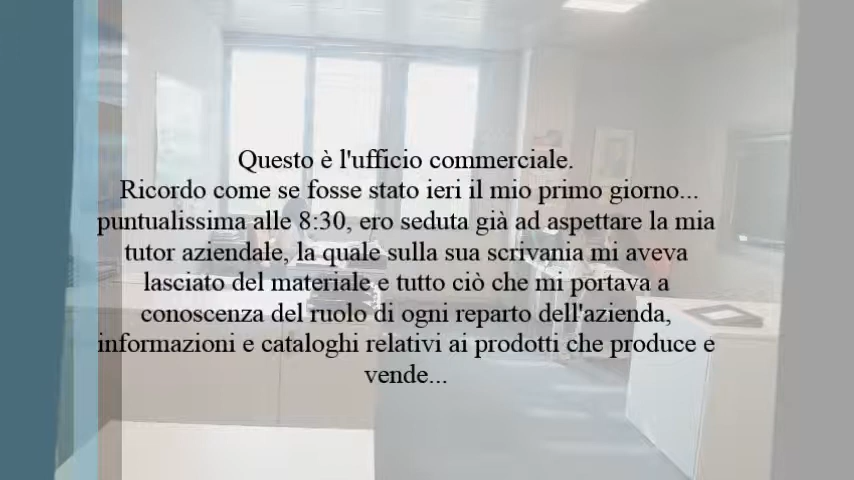 Questo è l'ufficio commerciale.
Ricordo come se fosse stato ieri il mio primo giorno...
puntualissima alle 8:30, ero seduta già ad aspettare la mia
tutor aziendale, la quale sulla sua scrivania mi aveva
lasciato del materiale e tutto ciò che mi portava a
conoscenza del ruolo di ogni reparto dell'azienda,
informazioni e cataloghi relativi ai prodotti che produce e
vende...